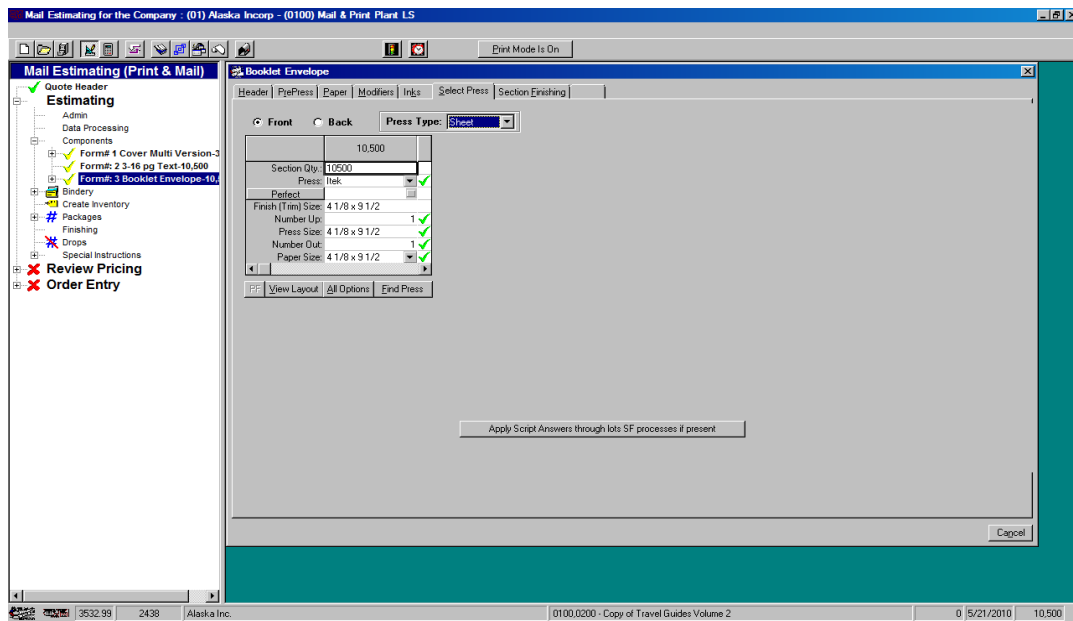 Mail Estimating for the Company : (01) Alaska Incorp - (0100) Mail & Print Plant LS
Print Mode Is On
Mail Estimating (Print & Mail)
Quote Header
Estimating
Admin
Data Processing
Components
Form# 1 Cover Multi Version-3
Form#: 2 3-16 pg Text-10,500
Form#: 3 Booklet Envelope-10,
Bindery
Create Inventory
Packages
Finishing
Drops
Special Instructions
Review Pricing
Order Entry
Booklet Envelope
Header PrePress Paper Modifiers Inks Select Press Section Finishing
Front Back Press Type: Sheet
10,500
Section Qty.: 10500
Press: Itek
Perfect
Finish (Trim) Size: 4 1/8 x 9 1/2
Number Up: 1
Press Size: 4 1/8 x 9 1/2
Number Out: 1
Paper Size: 4 1/8 x 9 1/2
PF View Layout All Options Find Press
Apply Script Answers through lots SF processes if present
Cancel
3532.99 2438 Alaska Inc. 0100,0200 - Copy of Travel Guides Volume 2 0 5/21/2010 10,500